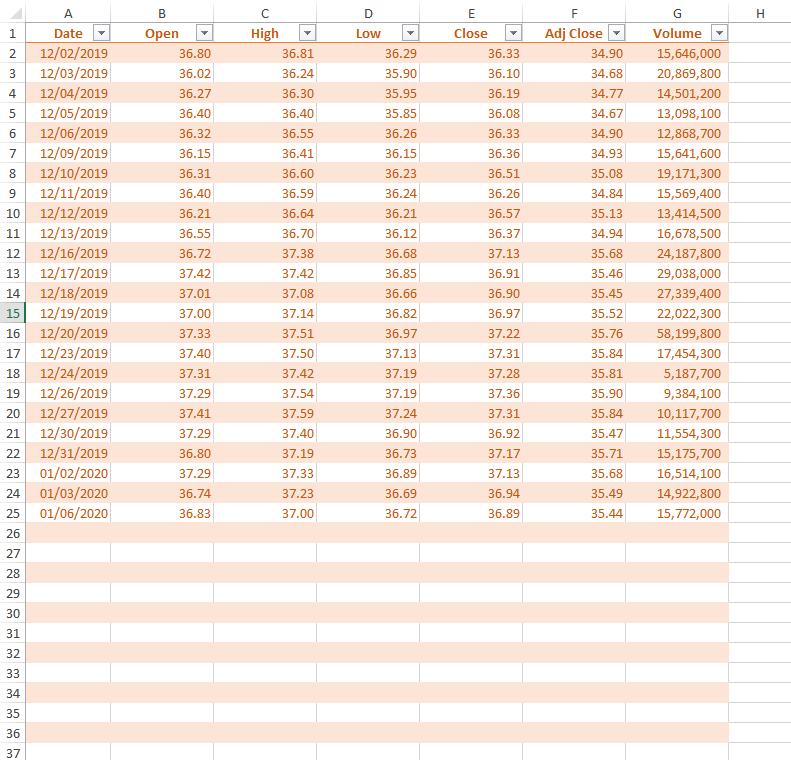 A B C D E F G H
1 Date Open High Low Close Adj Close Volume
2 12/02/2019 36.80 36.81 36.29 36.33 34.90 15,646,000
3 12/03/2019 36.02 36.24 35.90 36.10 34.68 20,869,800
4 12/04/2019 36.27 36.30 35.95 36.19 34.77 14,501,200
5 12/05/2019 36.40 36.40 35.85 36.08 34.67 13,098,100
6 12/06/2019 36.32 36.55 36.26 36.33 34.90 12,868,700
7 12/09/2019 36.15 36.41 36.15 36.36 34.93 15,641,600
8 12/10/2019 36.31 36.60 36.23 36.51 35.08 19,171,300
9 12/11/2019 36.40 36.59 36.24 36.26 34.84 15,569,400
10 12/12/2019 36.21 36.64 36.21 36.57 35.13 13,414,500
11 12/13/2019 36.55 36.70 36.12 36.37 34.94 16,678,500
12 12/16/2019 36.72 37.38 36.68 37.13 35.68 24,187,800
13 12/17/2019 37.42 37.42 36.85 36.91 35.46 29,038,000
14 12/18/2019 37.01 37.08 36.66 36.90 35.45 27,339,400
15 12/19/2019 37.00 37.14 36.82 36.97 35.52 22,022,300
16 12/20/2019 37.33 37.51 36.97 37.22 35.76 58,199,800
17 12/23/2019 37.40 37.50 37.13 37.31 35.84 17,454,300
18 12/24/2019 37.31 37.42 37.19 37.28 35.81 5,187,700
19 12/26/2019 37.29 37.54 37.19 37.36 35.90 9,384,100
20 12/27/2019 37.41 37.59 37.24 37.31 35.84 10,117,700
21 12/30/2019 37.29 37.40 36.90 36.92 35.47 11,554,300
22 12/31/2019 36.80 37.19 36.73 37.17 35.71 15,175,700
23 01/02/2020 37.29 37.33 36.89 37.13 35.68 16,514,100
24 01/03/2020 36.74 37.23 36.69 36.94 35.49 14,922,800
25 01/06/2020 36.83 37.00 36.72 36.89 35.44 15,772,000
26
27
28
29
30
31
32
33
34
35
36
37